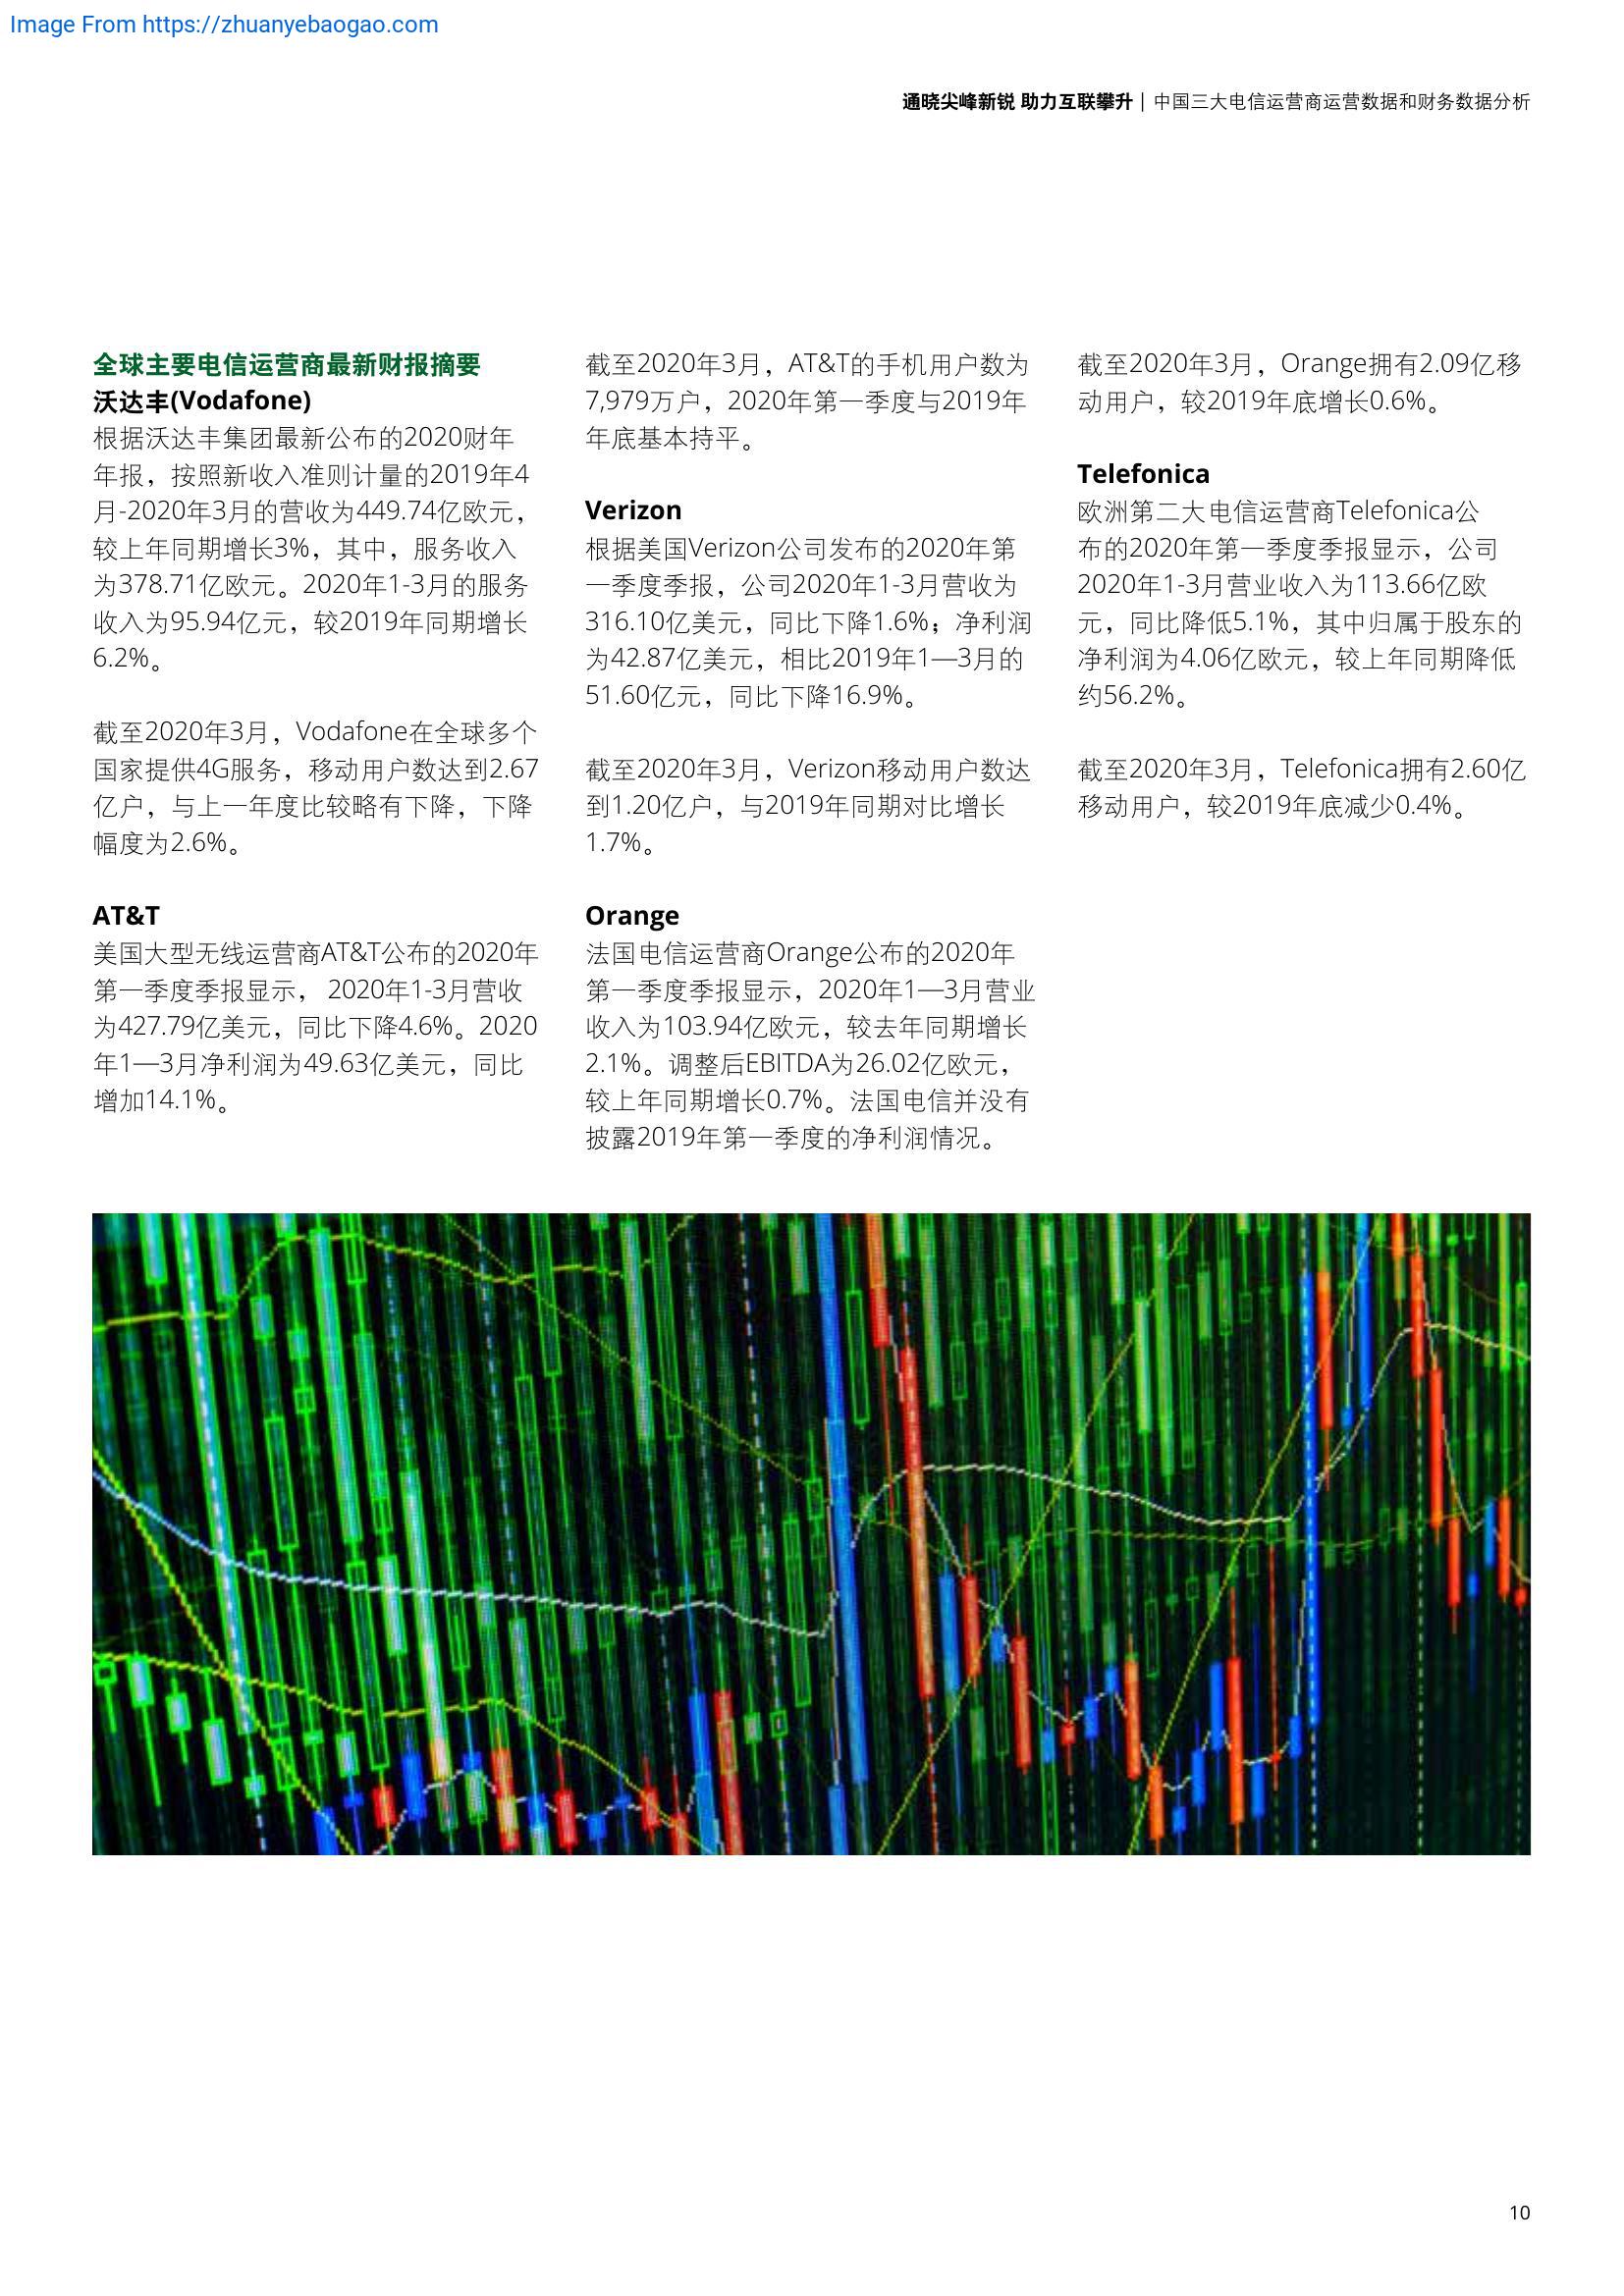 Image From https://zhuanyebaogao.com
通晓尖峰新锐 助力互联攀升 | 中国三大电信运营商运营数据和财务数据分析
全球主要电信运营商最新财报摘要
沃达丰(Vodafone)
根据沃达丰集团最新公布的2020财年
年报，按照新收入准则计量的2019年4
月-2020年3月的营收为449.74亿欧元，
较上年同期增长3%，其中，服务收入
为378.71亿欧元。2020年1-3月的服务
收入为95.94亿元，较2019年同期增长
6.2%。
截至2020年3月，Vodafone在全球多个
国家提供4G服务，移动用户数达到2.67
亿户，与上一年度比较略有下降，下降
幅度为2.6%。
AT&T
美国大型无线运营商AT&T公布的2020年
第一季度季报显示， 2020年1-3月营收
为427.79亿美元，同比下降4.6%。2020
年1—3月净利润为49.63亿美元，同比
增加14.1%。
截至2020年3月，AT&T的手机用户数为
7,979万户，2020年第一季度与2019年
年底基本持平。
Verizon
根据美国Verizon公司发布的2020年第
一季度季报，公司2020年1-3月营收为
316.10亿美元，同比下降1.6%；净利润
为42.87亿美元，相比2019年1—3月的
51.60亿元，同比下降16.9%。
截至2020年3月，Verizon移动用户数达
到1.20亿户，与2019年同期对比增长
1.7%。
Orange
法国电信运营商Orange公布的2020年
第一季度季报显示，2020年1—3月营业
收入为103.94亿欧元，较去年同期增长
2.1%。调整后EBITDA为26.02亿欧元，
较上年同期增长0.7%。法国电信并没有
披露2019年第一季度的净利润情况。
截至2020年3月，Orange拥有2.09亿移
动用户，较2019年底增长0.6%。
Telefonica
欧洲第二大电信运营商Telefonica公
布的2020年第一季度季报显示，公司
2020年1-3月营业收入为113.66亿欧
元，同比降低5.1%，其中归属于股东的
净利润为4.06亿欧元，较上年同期降低
约56.2%。
截至2020年3月，Telefonica拥有2.60亿
移动用户，较2019年底减少0.4%。
10